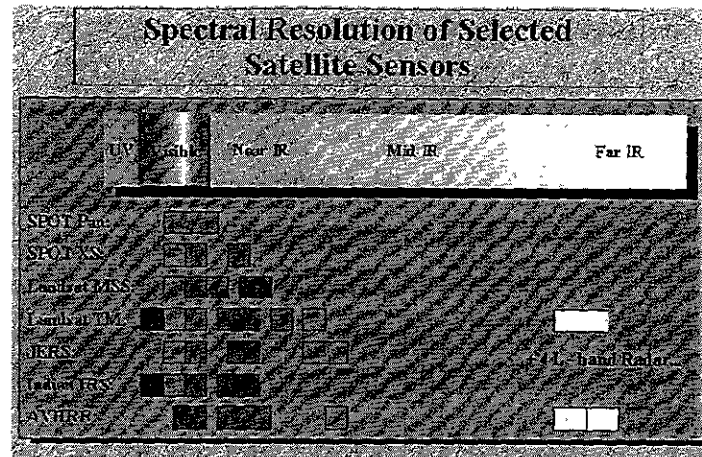 Spectral Resolution of Selected
Satellite Sensors
UV Visible Near IR Mid IR Far IR
SPOT Pan:
SPOT XS:
Landsat MSS:
Landsat TM:
JERS: L - band Radar...
IRS:
AVHRR: